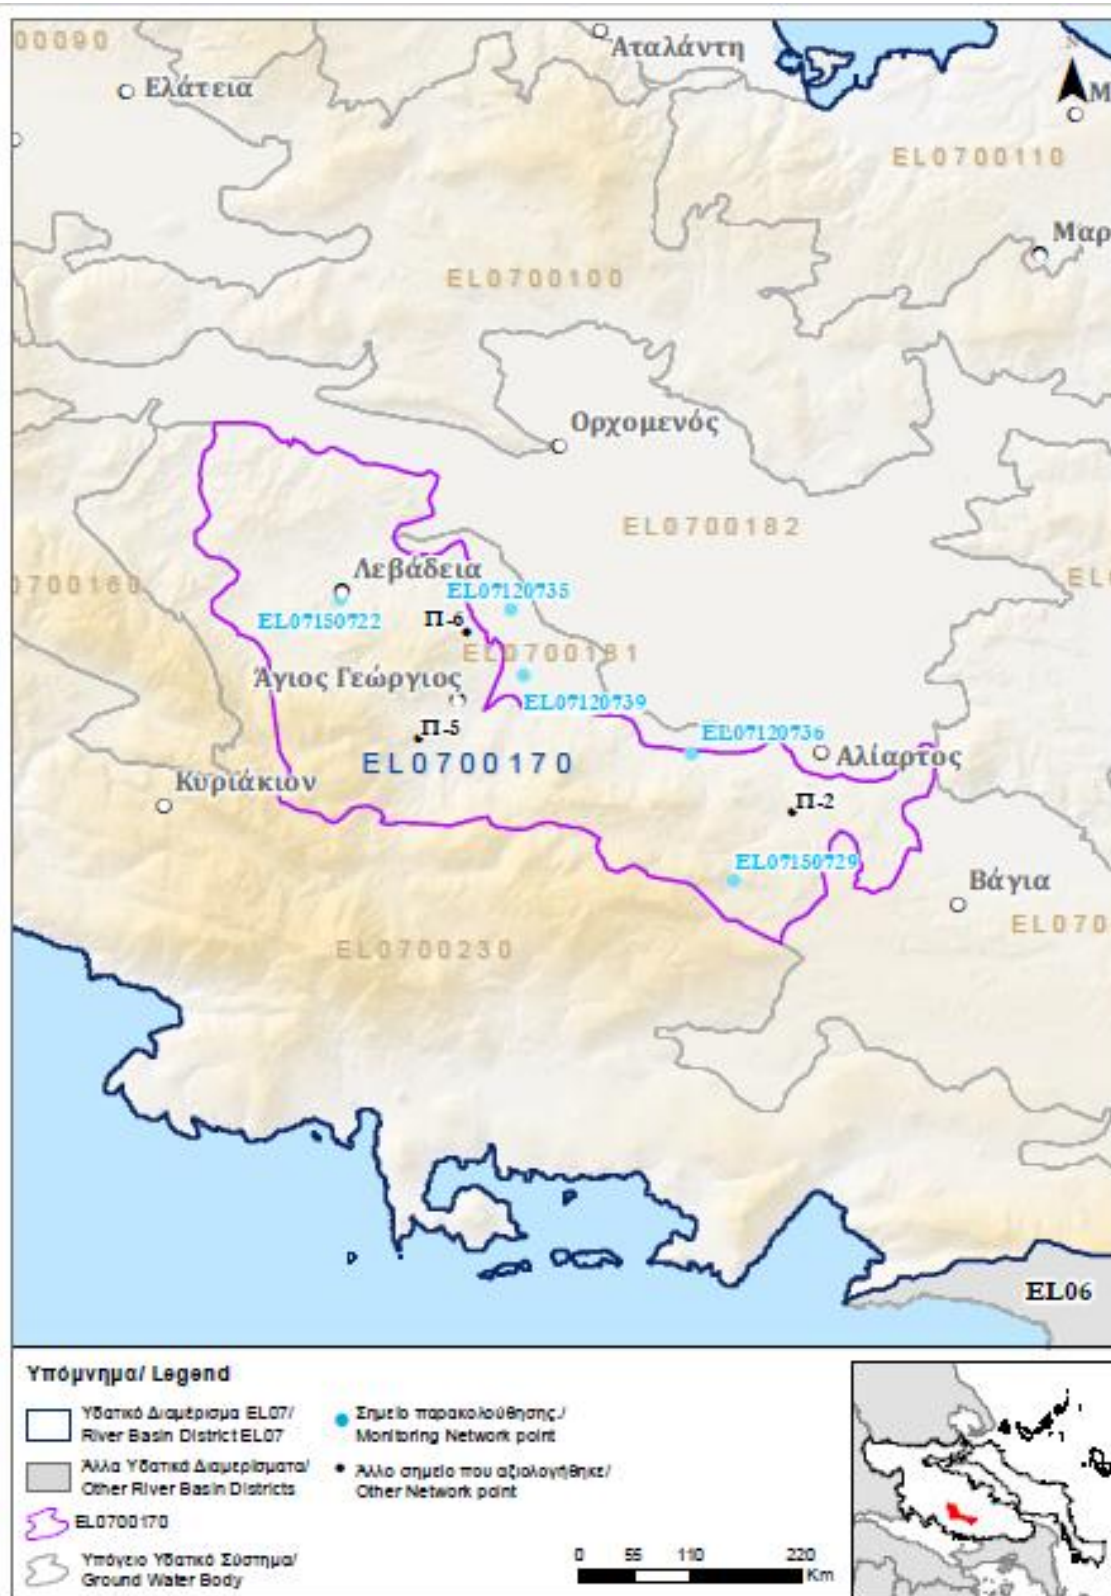 00090
Αταλάντη
Ελάτεια
Μ
EL0700110
Μαρ
EL0700100
Ορχομενός
EL0700182
0700160
Λεβάδεια
EL
EL07120735
EL07150722
Π-6
EL0700181
Άγιος Γεώργιος
EL07120739
Π-5
EL07120736
EL0700170
Αλίαρτος
Κυριάκιον
Π-2
EL07150729
Βάγια
EL070
EL0700230
EL06
Υπόμνημα/ Legend
Υδατικό Διαμέρισμα EL07/
River Basin District EL07
Άλλα Υδατικά Διαμερίσματα/
Other River Basin Districts
EL0700170
Υπόγειο Υδατικό Σύστημα/
Ground Water Body
Σημείο παρακολούθησης/
Monitoring Network point
Άλλο σημείο που αξιολογήθηκε/
Other Network point
0 55 110 220
Km